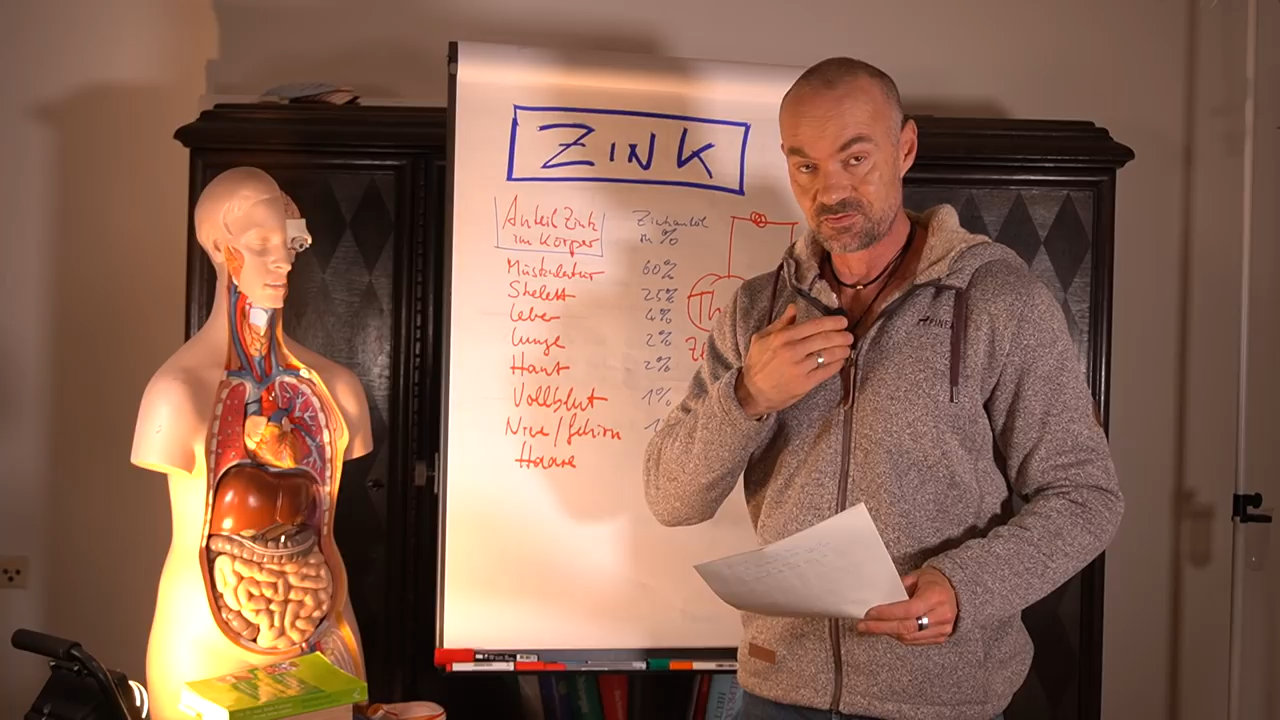 ZINK
Anteil Zink
im Körper
Zinkanteil
in %
Muskulatur 60%
Skelett 25%
Leber 4%
Lunge 2%
Haut 2%
Vollblut 1%
Niere/Gehirn 1
Haare